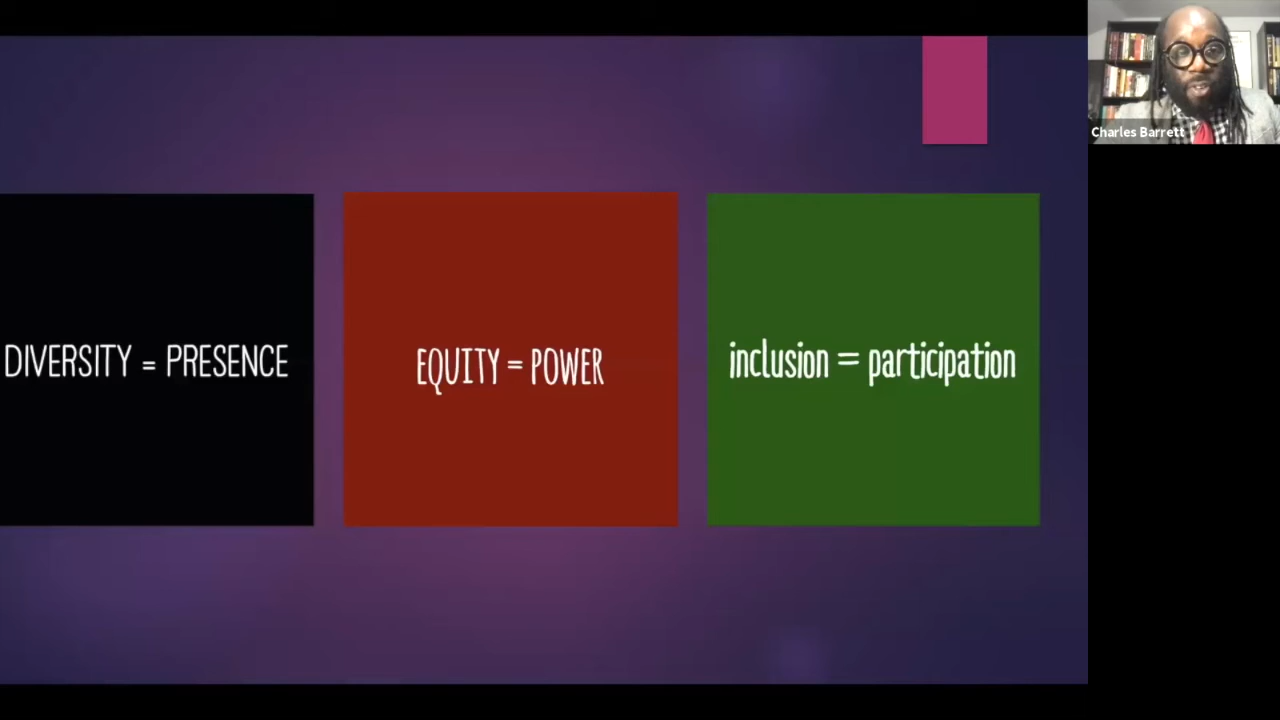 Charles Barrett
DIVERSITY = PRESENCE
EQUITY = POWER
inclusion = participation